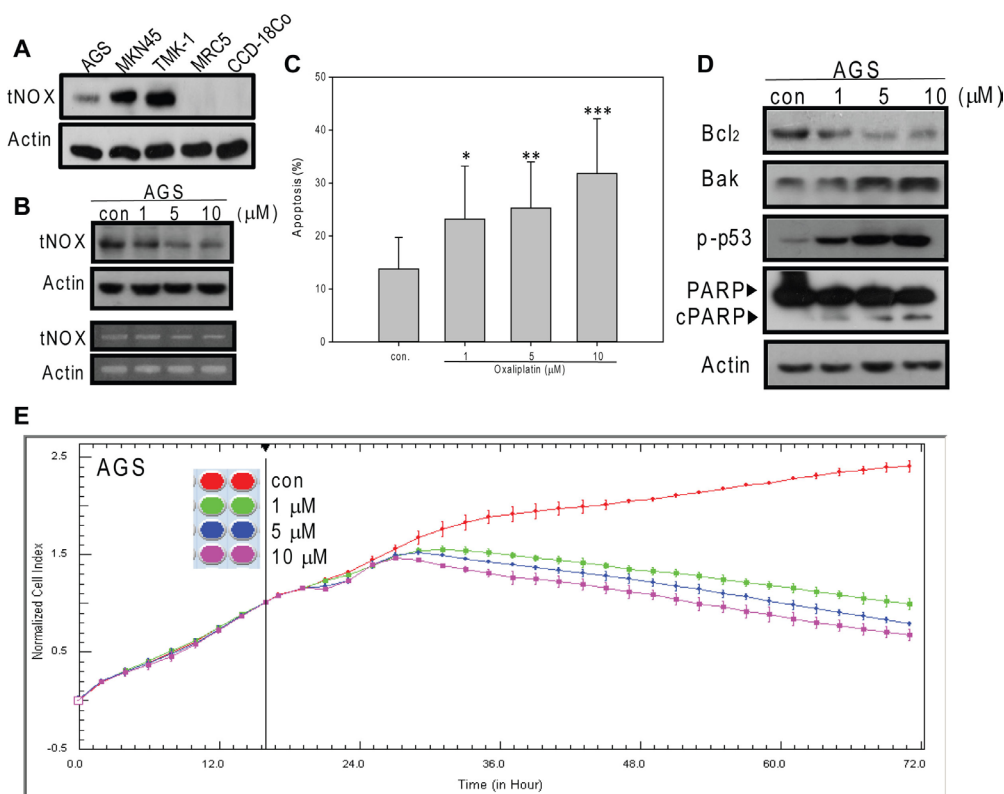 A
AGS
MKN45
TMK-1
MRC5
CCD-18Co
tNOX
Actin
B
AGS
con 1 5 10 (μM)
tNOX
Actin
tNOX
Actin
C
Apoptosis (%)
50
40
30
20
10
0
*
**
***
con. 1 5 10
Oxaliplatin (μM)
D
AGS
con 1 5 10 (μM)
Bcl2
Bak
p-p53
PARP
cPARP
Actin
E
AGS
con
1 μM
5 μM
10 μM
Normalized Cell Index
2.5
1.5
0.5
-0.5
0.0 12.0 24.0 36.0 48.0 60.0 72.0
Time (in Hour)